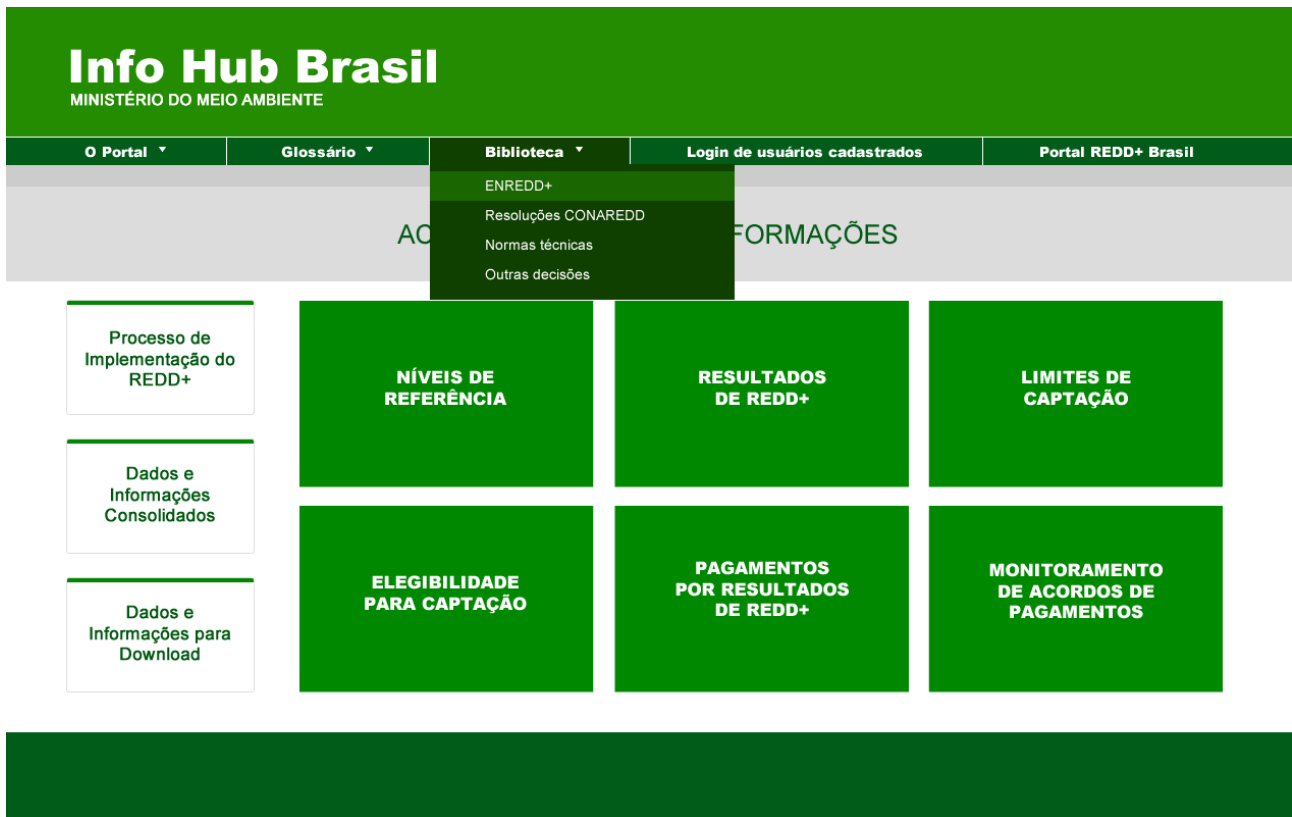 Info Hub Brasil
MINISTÉRIO DO MEIO AMBIENTE
O Portal ▼
Glossário ▼
Biblioteca ▼
Login de usuários cadastrados
Portal REDD+ Brasil
ENREDD+
Resoluções CONAREDD
Normas técnicas
Outras decisões
Processo de
Implementação do
REDD+
Dados e
Informações
Consolidados
Dados e
Informações para
Download
NÍVEIS DE
REFERÊNCIA
RESULTADOS
DE REDD+
LIMITES DE
CAPTAÇÃO
ELEGIBILIDADE
PARA CAPTAÇÃO
PAGAMENTOS
POR RESULTADOS
DE REDD+
MONITORAMENTO
DE ACORDOS DE
PAGAMENTOS